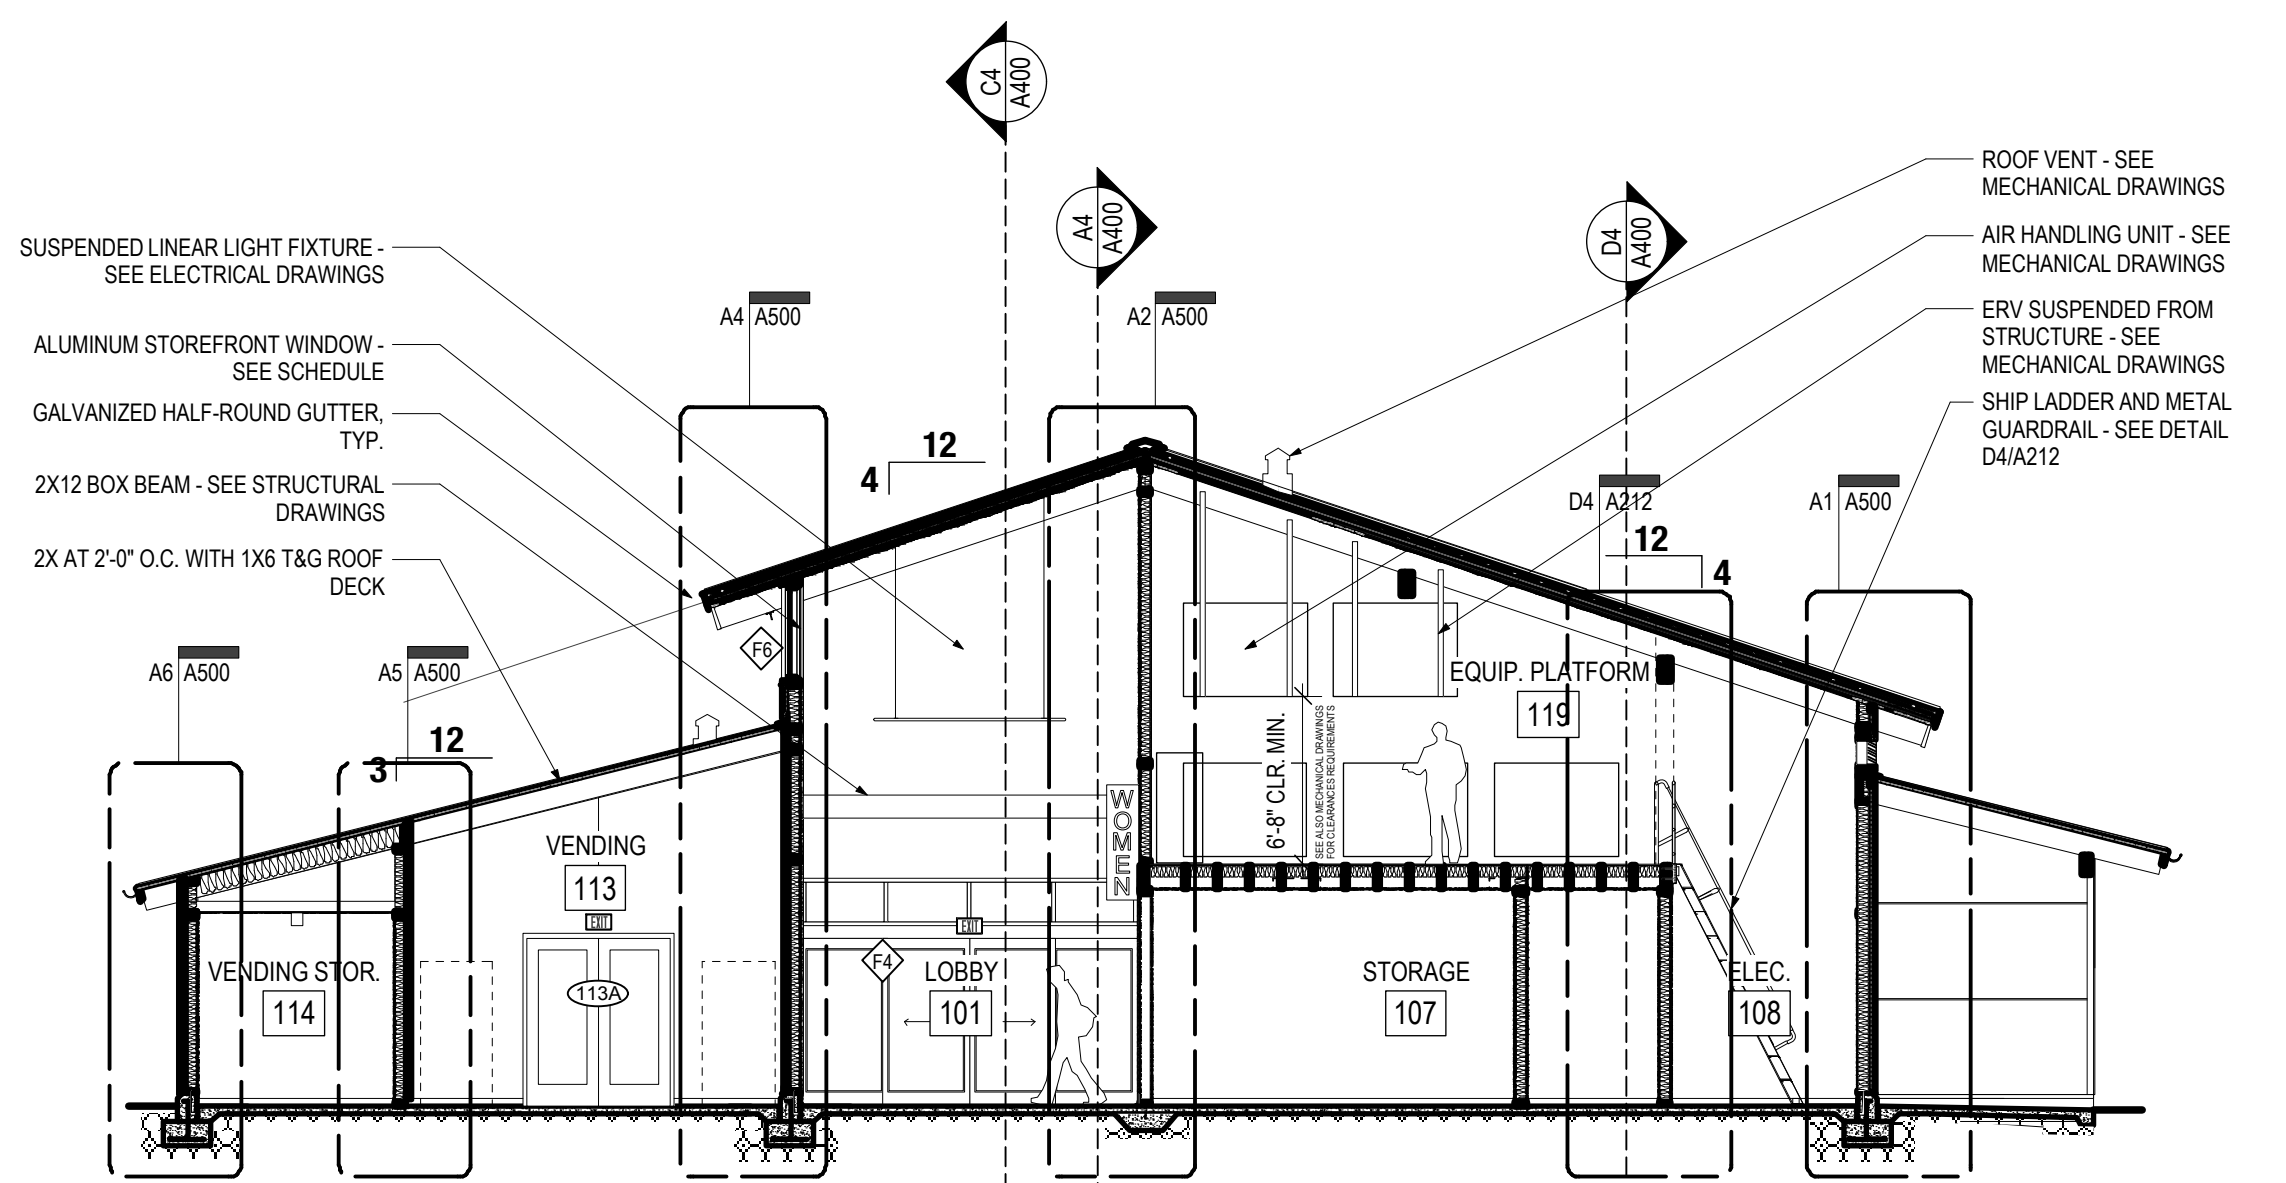 C4
A400
A4
A400
D4
A400
ROOF VENT - SEE
MECHANICAL DRAWINGS
AIR HANDLING UNIT - SEE
MECHANICAL DRAWINGS
ERV SUSPENDED FROM
STRUCTURE - SEE
MECHANICAL DRAWINGS
SHIP LADDER AND METAL
GUARDRAIL - SEE DETAIL
D4/A212
SUSPENDED LINEAR LIGHT FIXTURE -
SEE ELECTRICAL DRAWINGS
ALUMINUM STOREFRONT WINDOW -
SEE SCHEDULE
GALVANIZED HALF-ROUND GUTTER,
TYP.
2X12 BOX BEAM - SEE STRUCTURAL
DRAWINGS
2X AT 2'-0" O.C. WITH 1X6 T&G ROOF
DECK
A4 A500
A2 A500
D4 A212
A1 A500
A6 A500
A5 A500
12
4
12
4
12
3
F6
EQUIP. PLATFORM
119
6'-8" CLR. MIN.
SEE ALSO MECHANICAL DRAWINGS
FOR CLEARANCES REQUIREMENTS
WOMEN
VENDING
113
EXIT
113A
VENDING STOR.
114
EXIT
F4
LOBBY
101
STORAGE
107
ELEC.
108